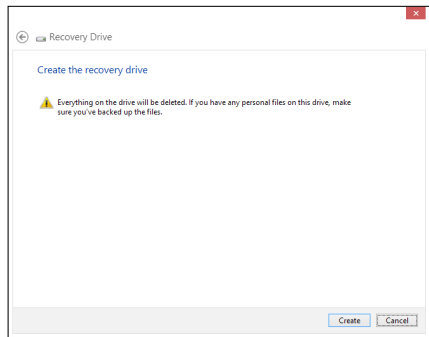 Recovery Drive
Create the recovery drive
Everything on the drive will be deleted. If you have any personal files on this drive, make
sure you've backed up the files.
Create Cancel